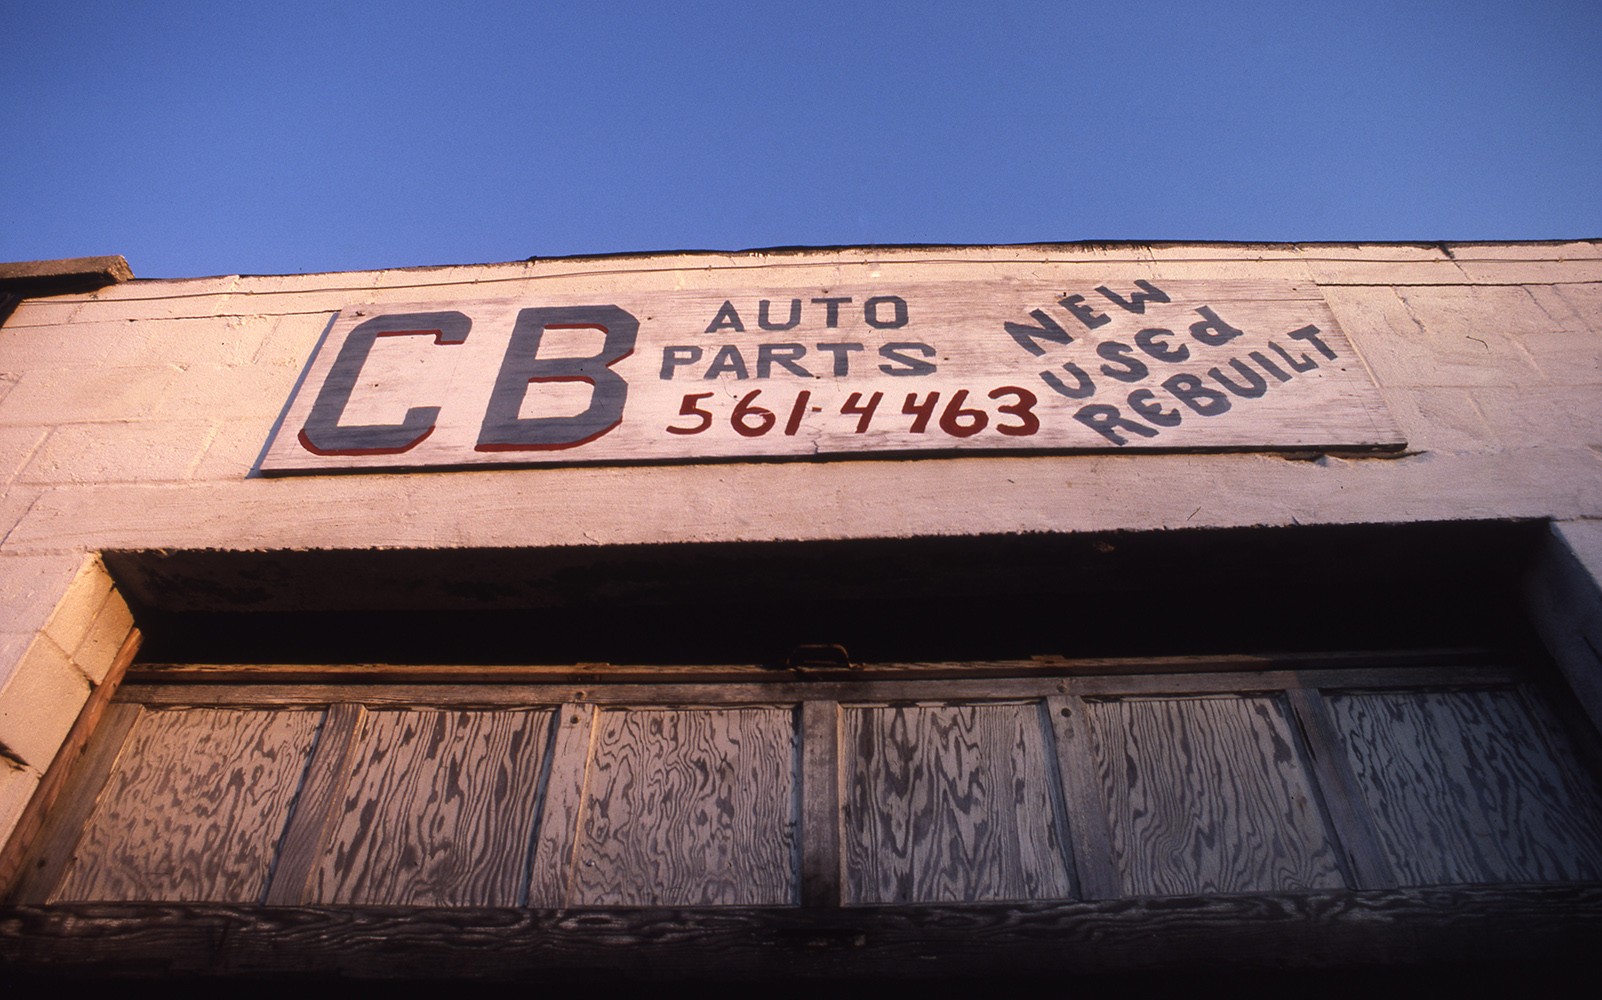 CB
AUTO
PARTS
561-4463
NEW
USEd
REBUILT